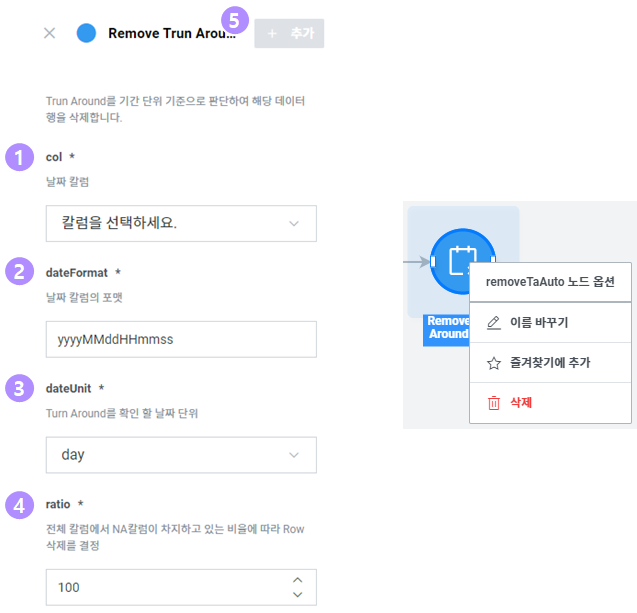 Remove Trun Arou...
5
+ 추가
Trun Around를 기간 단위 기준으로 판단하여 해당 데이터
행을 삭제합니다.
1
col *
날짜 칼럼
칼럼을 선택하세요.
2
dateFormat *
날짜 칼럼의 포맷
yyyyMMddHHmmss
3
dateUnit *
Turn Around를 확인 할 날짜 단위
day
4
ratio *
전체 칼럼에서 NA칼럼이 차지하고 있는 비율에 따라 Row
삭제를 결정
100
Remove
Around
removeTaAuto 노드 옵션
이름 바꾸기
즐겨찾기에 추가
삭제